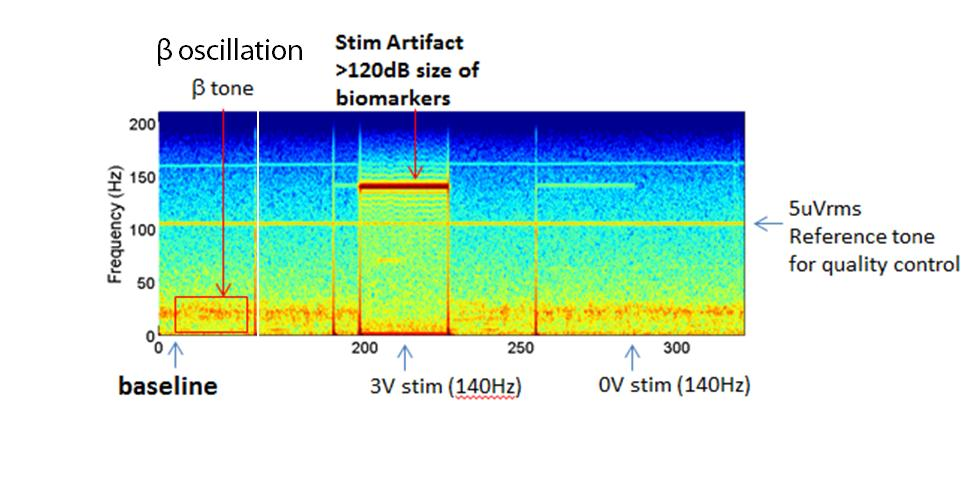 β oscillation
β tone
Stim Artifact
>120dB size of
biomarkers
Frequency (Hz)
200
150
100
50
0
0
200
250
300
5uVrms
Reference tone
for quality control
baseline
3V stim (140Hz)
0V stim (140Hz)